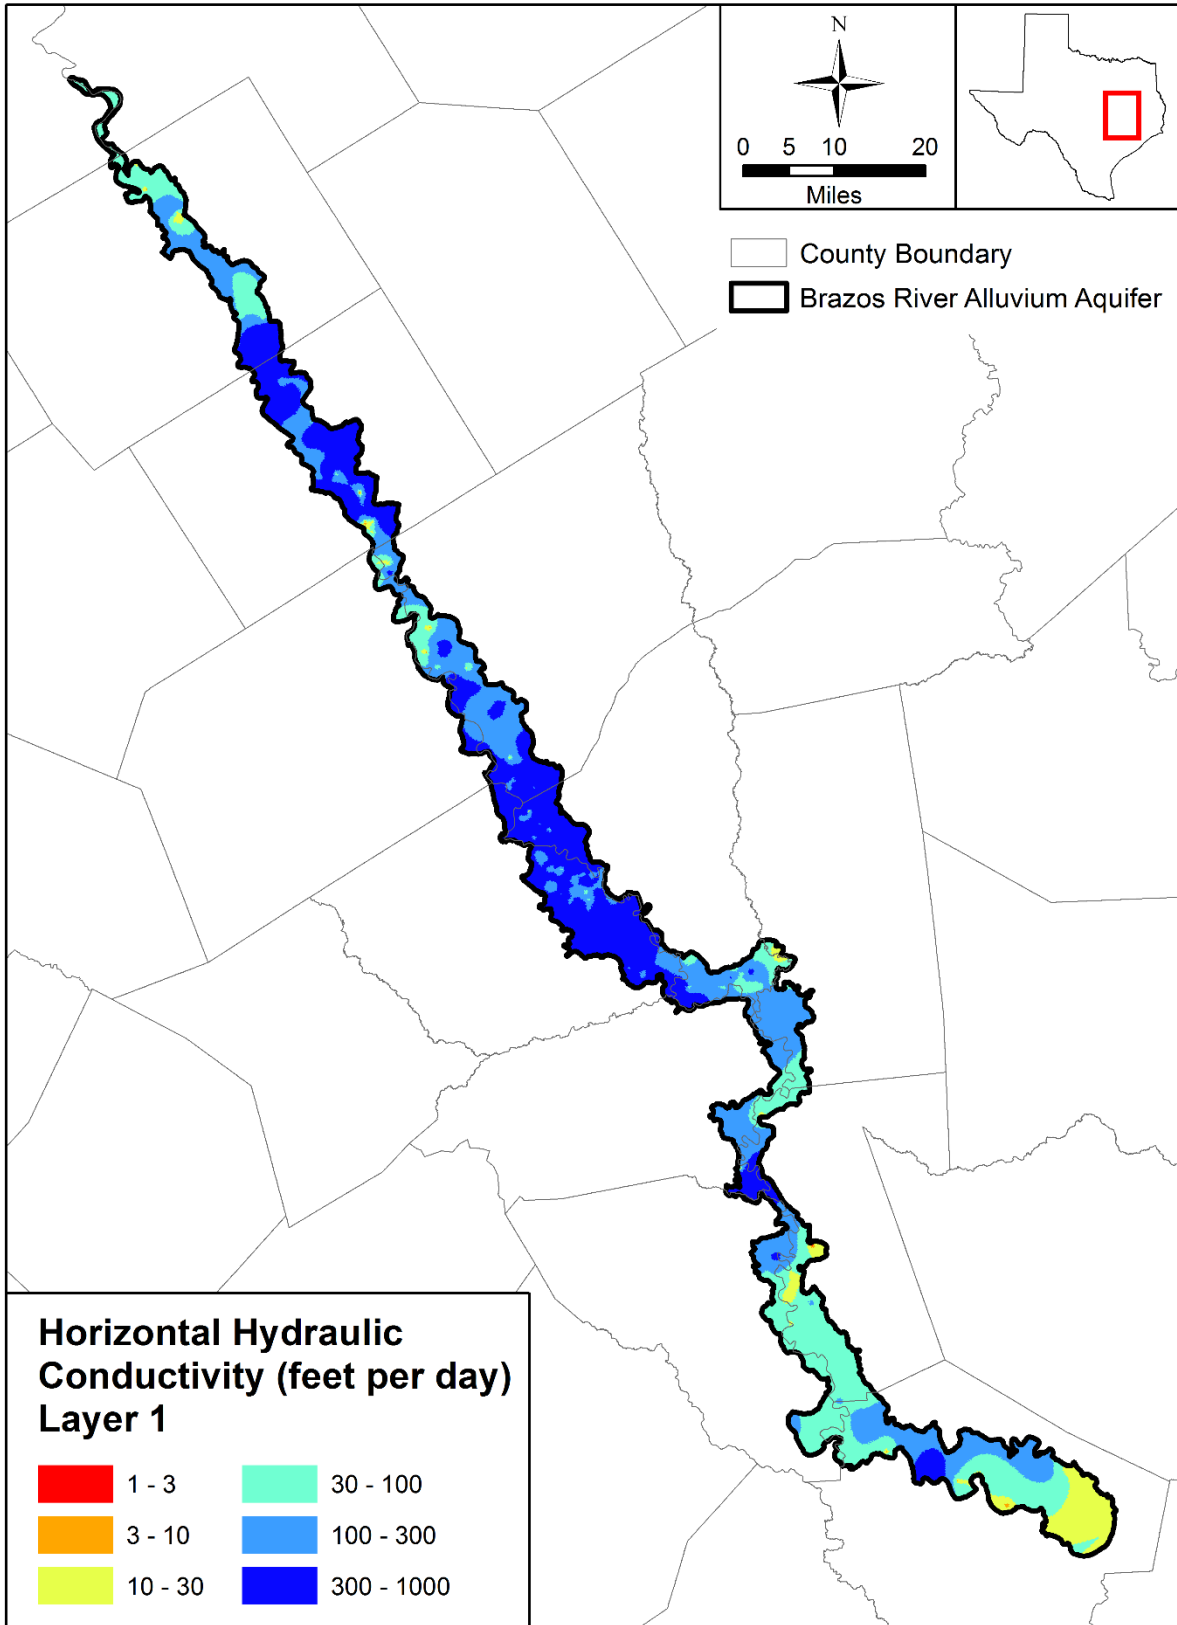 N
0 5 10 20
Miles
County Boundary
Brazos River Alluvium Aquifer
Horizontal Hydraulic
Conductivity (feet per day)
Layer 1
1 - 3
30 - 100
3 - 10
100 - 300
10 - 30
300 - 1000